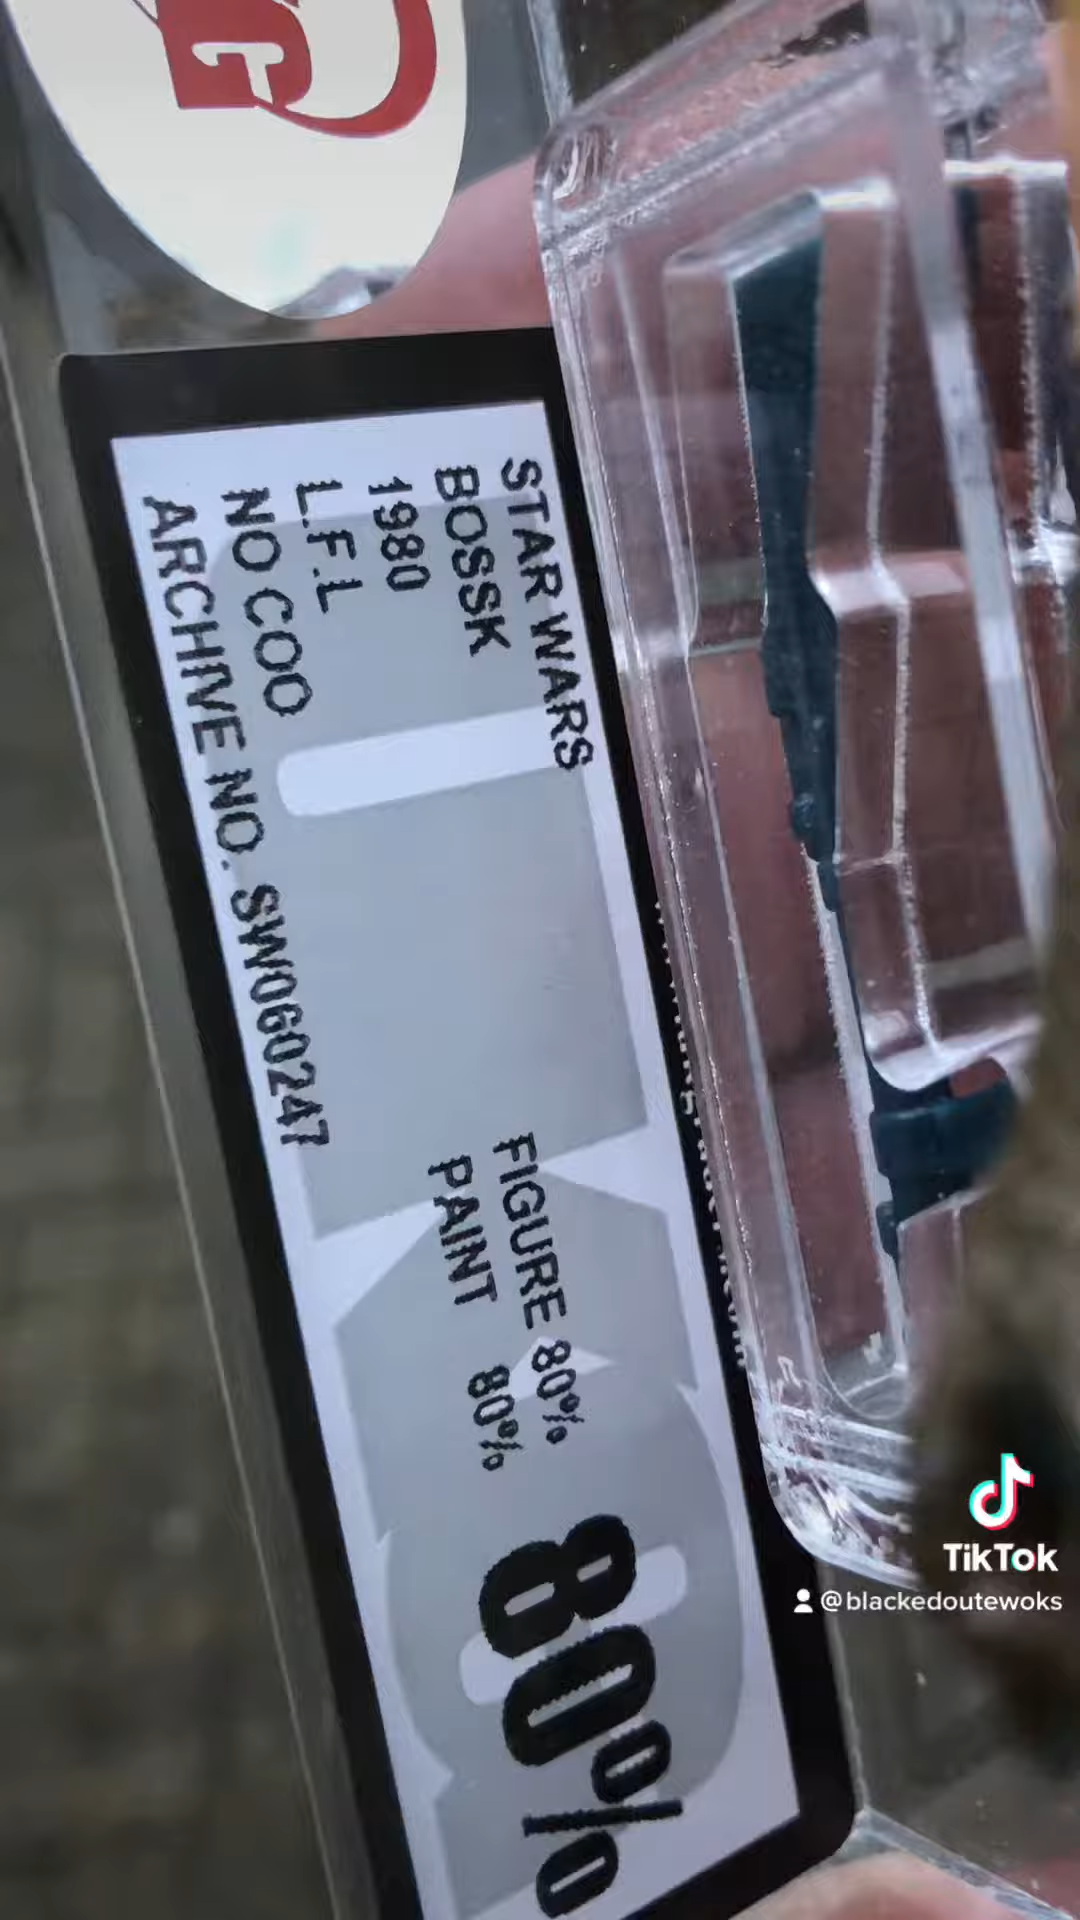 STAR WARS
BOSSK
1980
L.F.L
NO COO
ARCHIVE NO. SW060247
FIGURE 80%
PAINT 80%
80%
TikTok
@blackedoutewoks